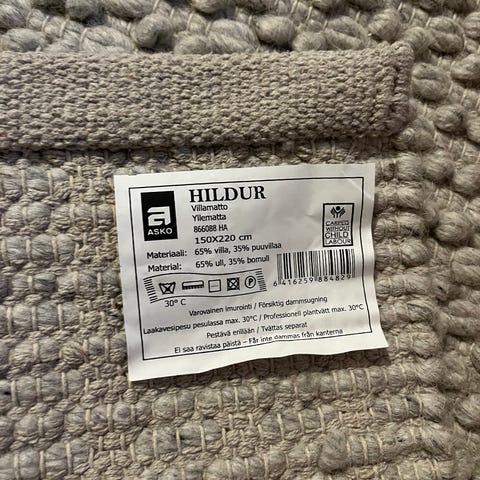 a
ASKO
HILDUR
Villamatto
Yllematta
866088 HA
150X220 cm
Materiaali: 65% villa, 35% puuvillaa
Material: 65% ull, 35% bomull
CARPETS
WITHOUT
CHILD
LABOUR
6 416259 884829
30° C
P
Varovainen imurointi / Försiktig dammsugning
Laakavesipesu pesulassa max. 30°C / Professionell plantvätt max. 30°C
Pestävä erillään / Tvättas separat
Ei saa ravistaa päistä – Får inte dammas från kanterna